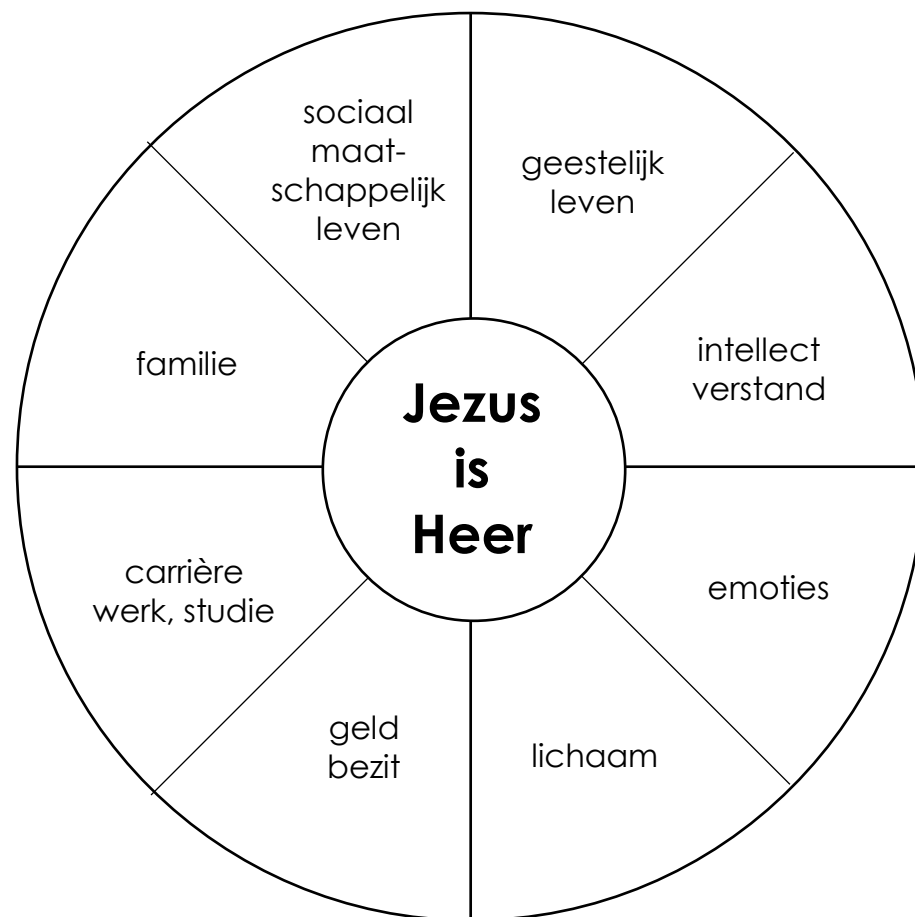 sociaal
maat-
schappelijk
leven
geestelijk
leven
familie
intellect
verstand
Jezus
is
Heer
carrière
werk, studie
emoties
geld
bezit
lichaam